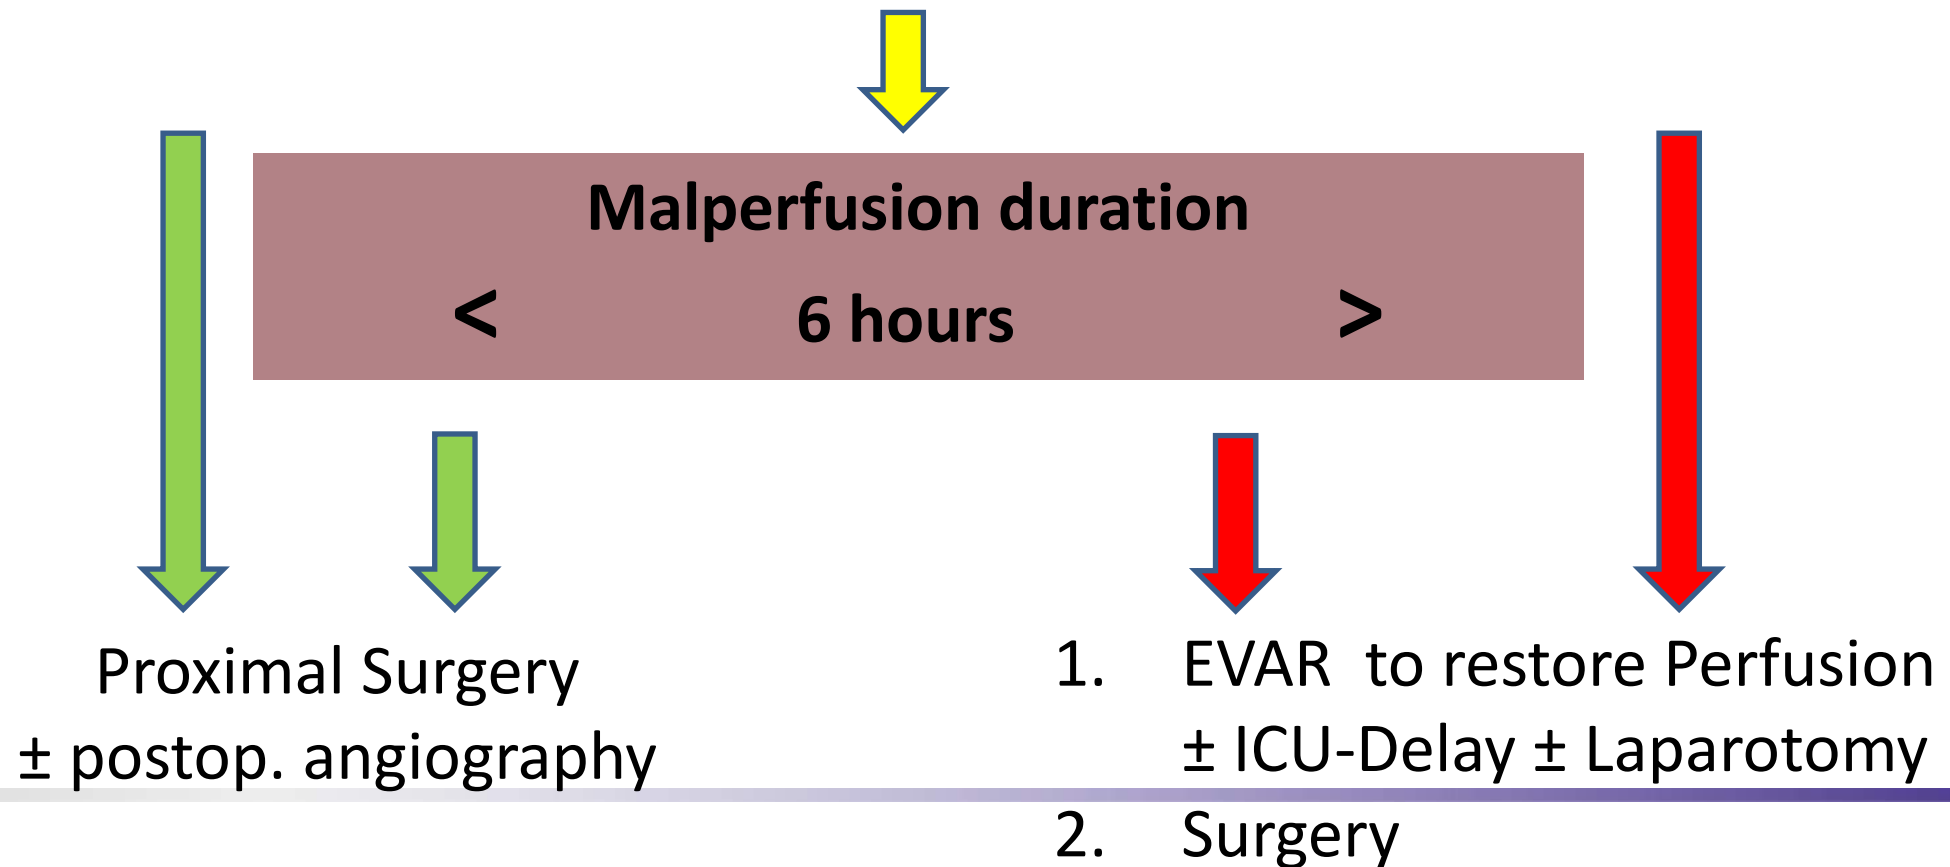 Malperfusion duration
< 6 hours >
Proximal Surgery
± postop. angiography
1. EVAR to restore Perfusion
± ICU-Delay ± Laparotomy
2. Surgery